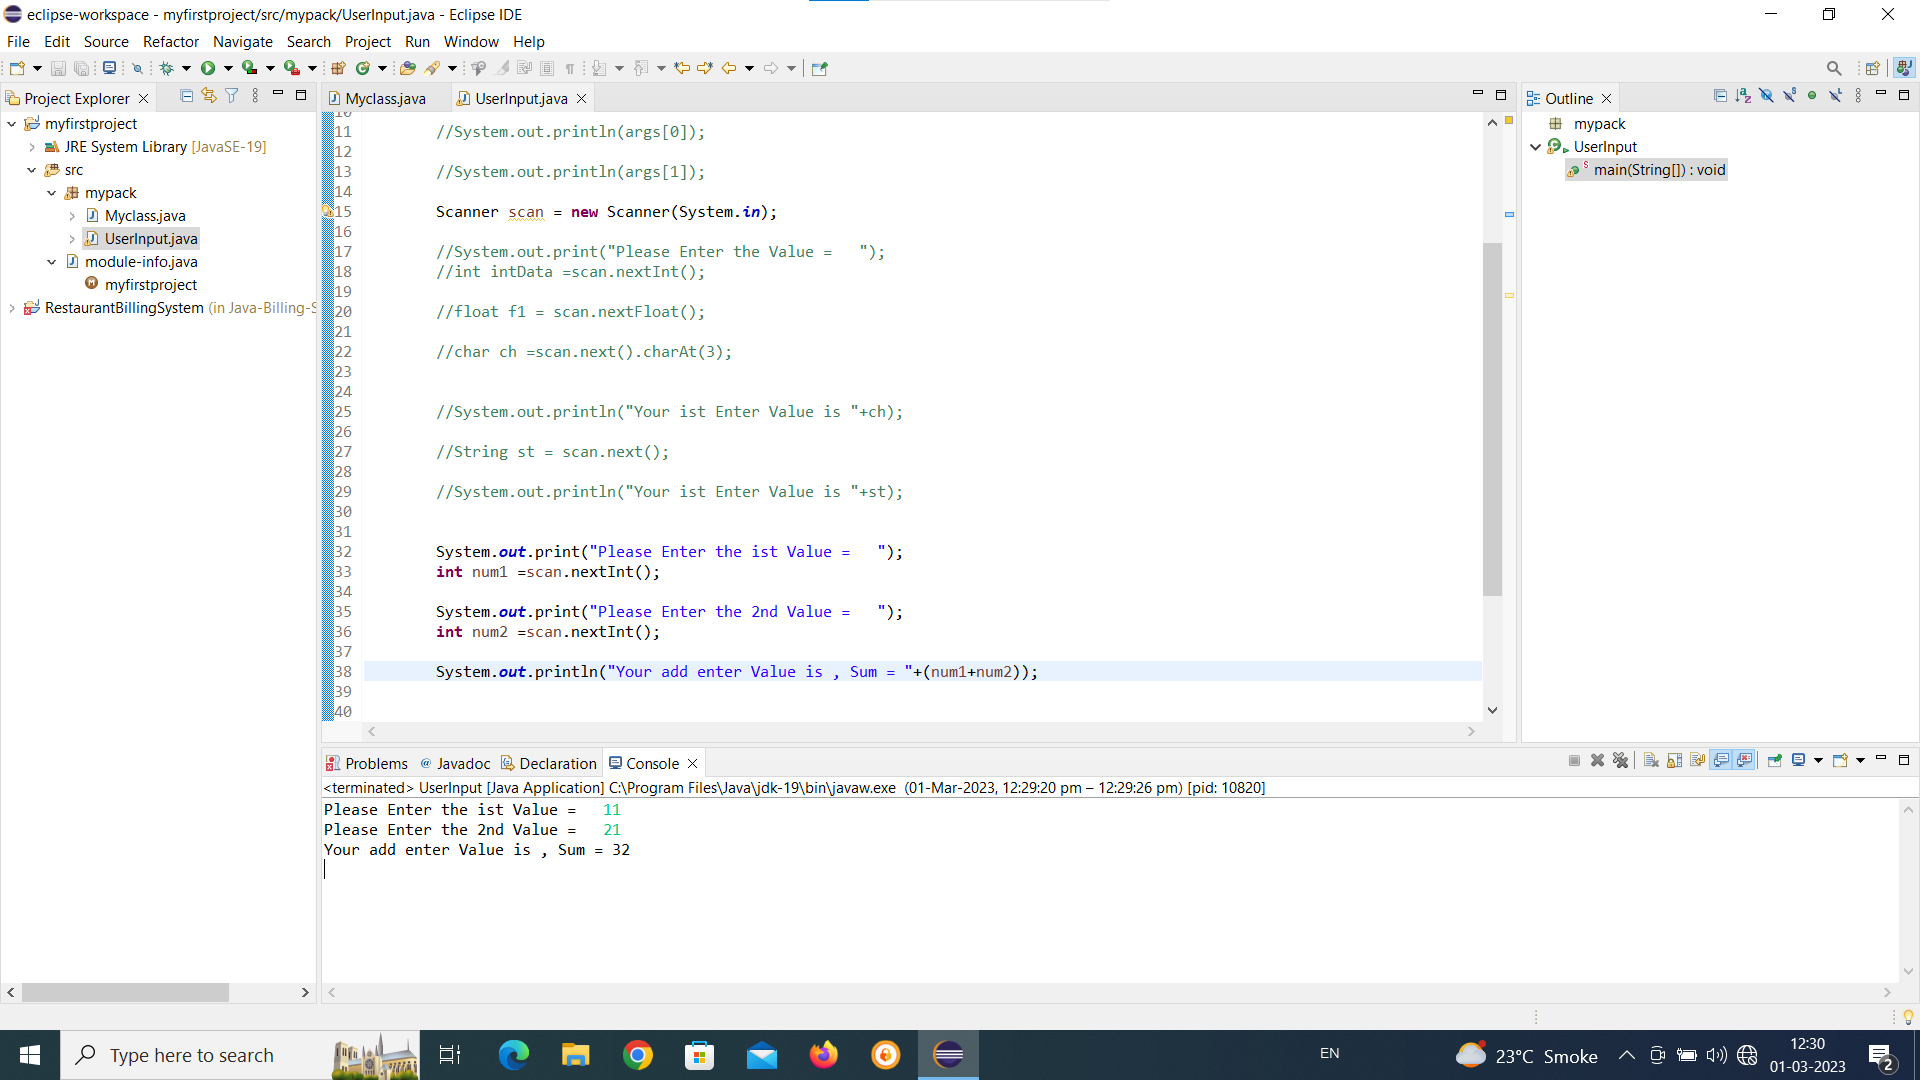 eclipse-workspace - myfirstproject/src/mypack/UserInput.java - Eclipse IDE
File Edit Source Refactor Navigate Search Project Run Window Help
Project Explorer
myfirstproject
JRE System Library [JavaSE-19]
src
mypack
Myclass.java
UserInput.java
module-info.java
myfirstproject
RestaurantBillingSystem (in Java-Billing-S
Myclass.java UserInput.java
10
11 //System.out.println(args[0]);
12
13 //System.out.println(args[1]);
14
15 Scanner scan = new Scanner(System.in);
16
17 //System.out.print("Please Enter the Value =   ");
18 //int intData =scan.nextInt();
19
20 //float f1 = scan.nextFloat();
21
22 //char ch =scan.next().charAt(3);
23
24
25 //System.out.println("Your ist Enter Value is "+ch);
26
27 //String st = scan.next();
28
29 //System.out.println("Your ist Enter Value is "+st);
30
31
32 System.out.print("Please Enter the ist Value =   ");
33 int num1 =scan.nextInt();
34
35 System.out.print("Please Enter the 2nd Value =   ");
36 int num2 =scan.nextInt();
37
38 System.out.println("Your add enter Value is , Sum = "+(num1+num2));
39
40
Outline
mypack
UserInput
main(String[]) : void
Problems @ Javadoc Declaration Console
<terminated> UserInput [Java Application] C:\Program Files\Java\jdk-19\bin\javaw.exe (01-Mar-2023, 12:29:20 pm – 12:29:26 pm) [pid: 10820]
Please Enter the ist Value =   11
Please Enter the 2nd Value =   21
Your add enter Value is , Sum = 32
Type here to search
EN
23°C Smoke
12:30
01-03-2023
2